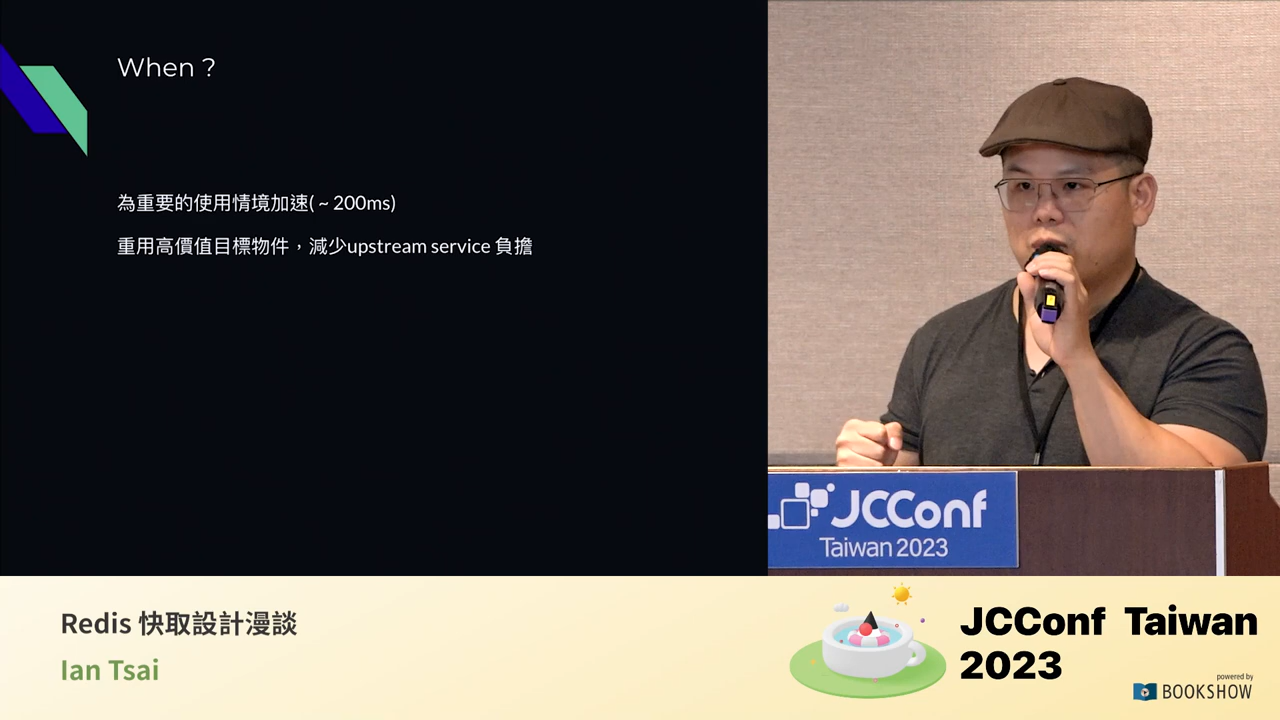 When ?
為重要的使用情境加速( ~ 200ms)
重用高價值目標物件，減少upstream service 負擔
JCConf
Taiwan 2023
Redis 快取設計漫談
Ian Tsai
JCConf Taiwan
2023
powered by
BOOKSHOW